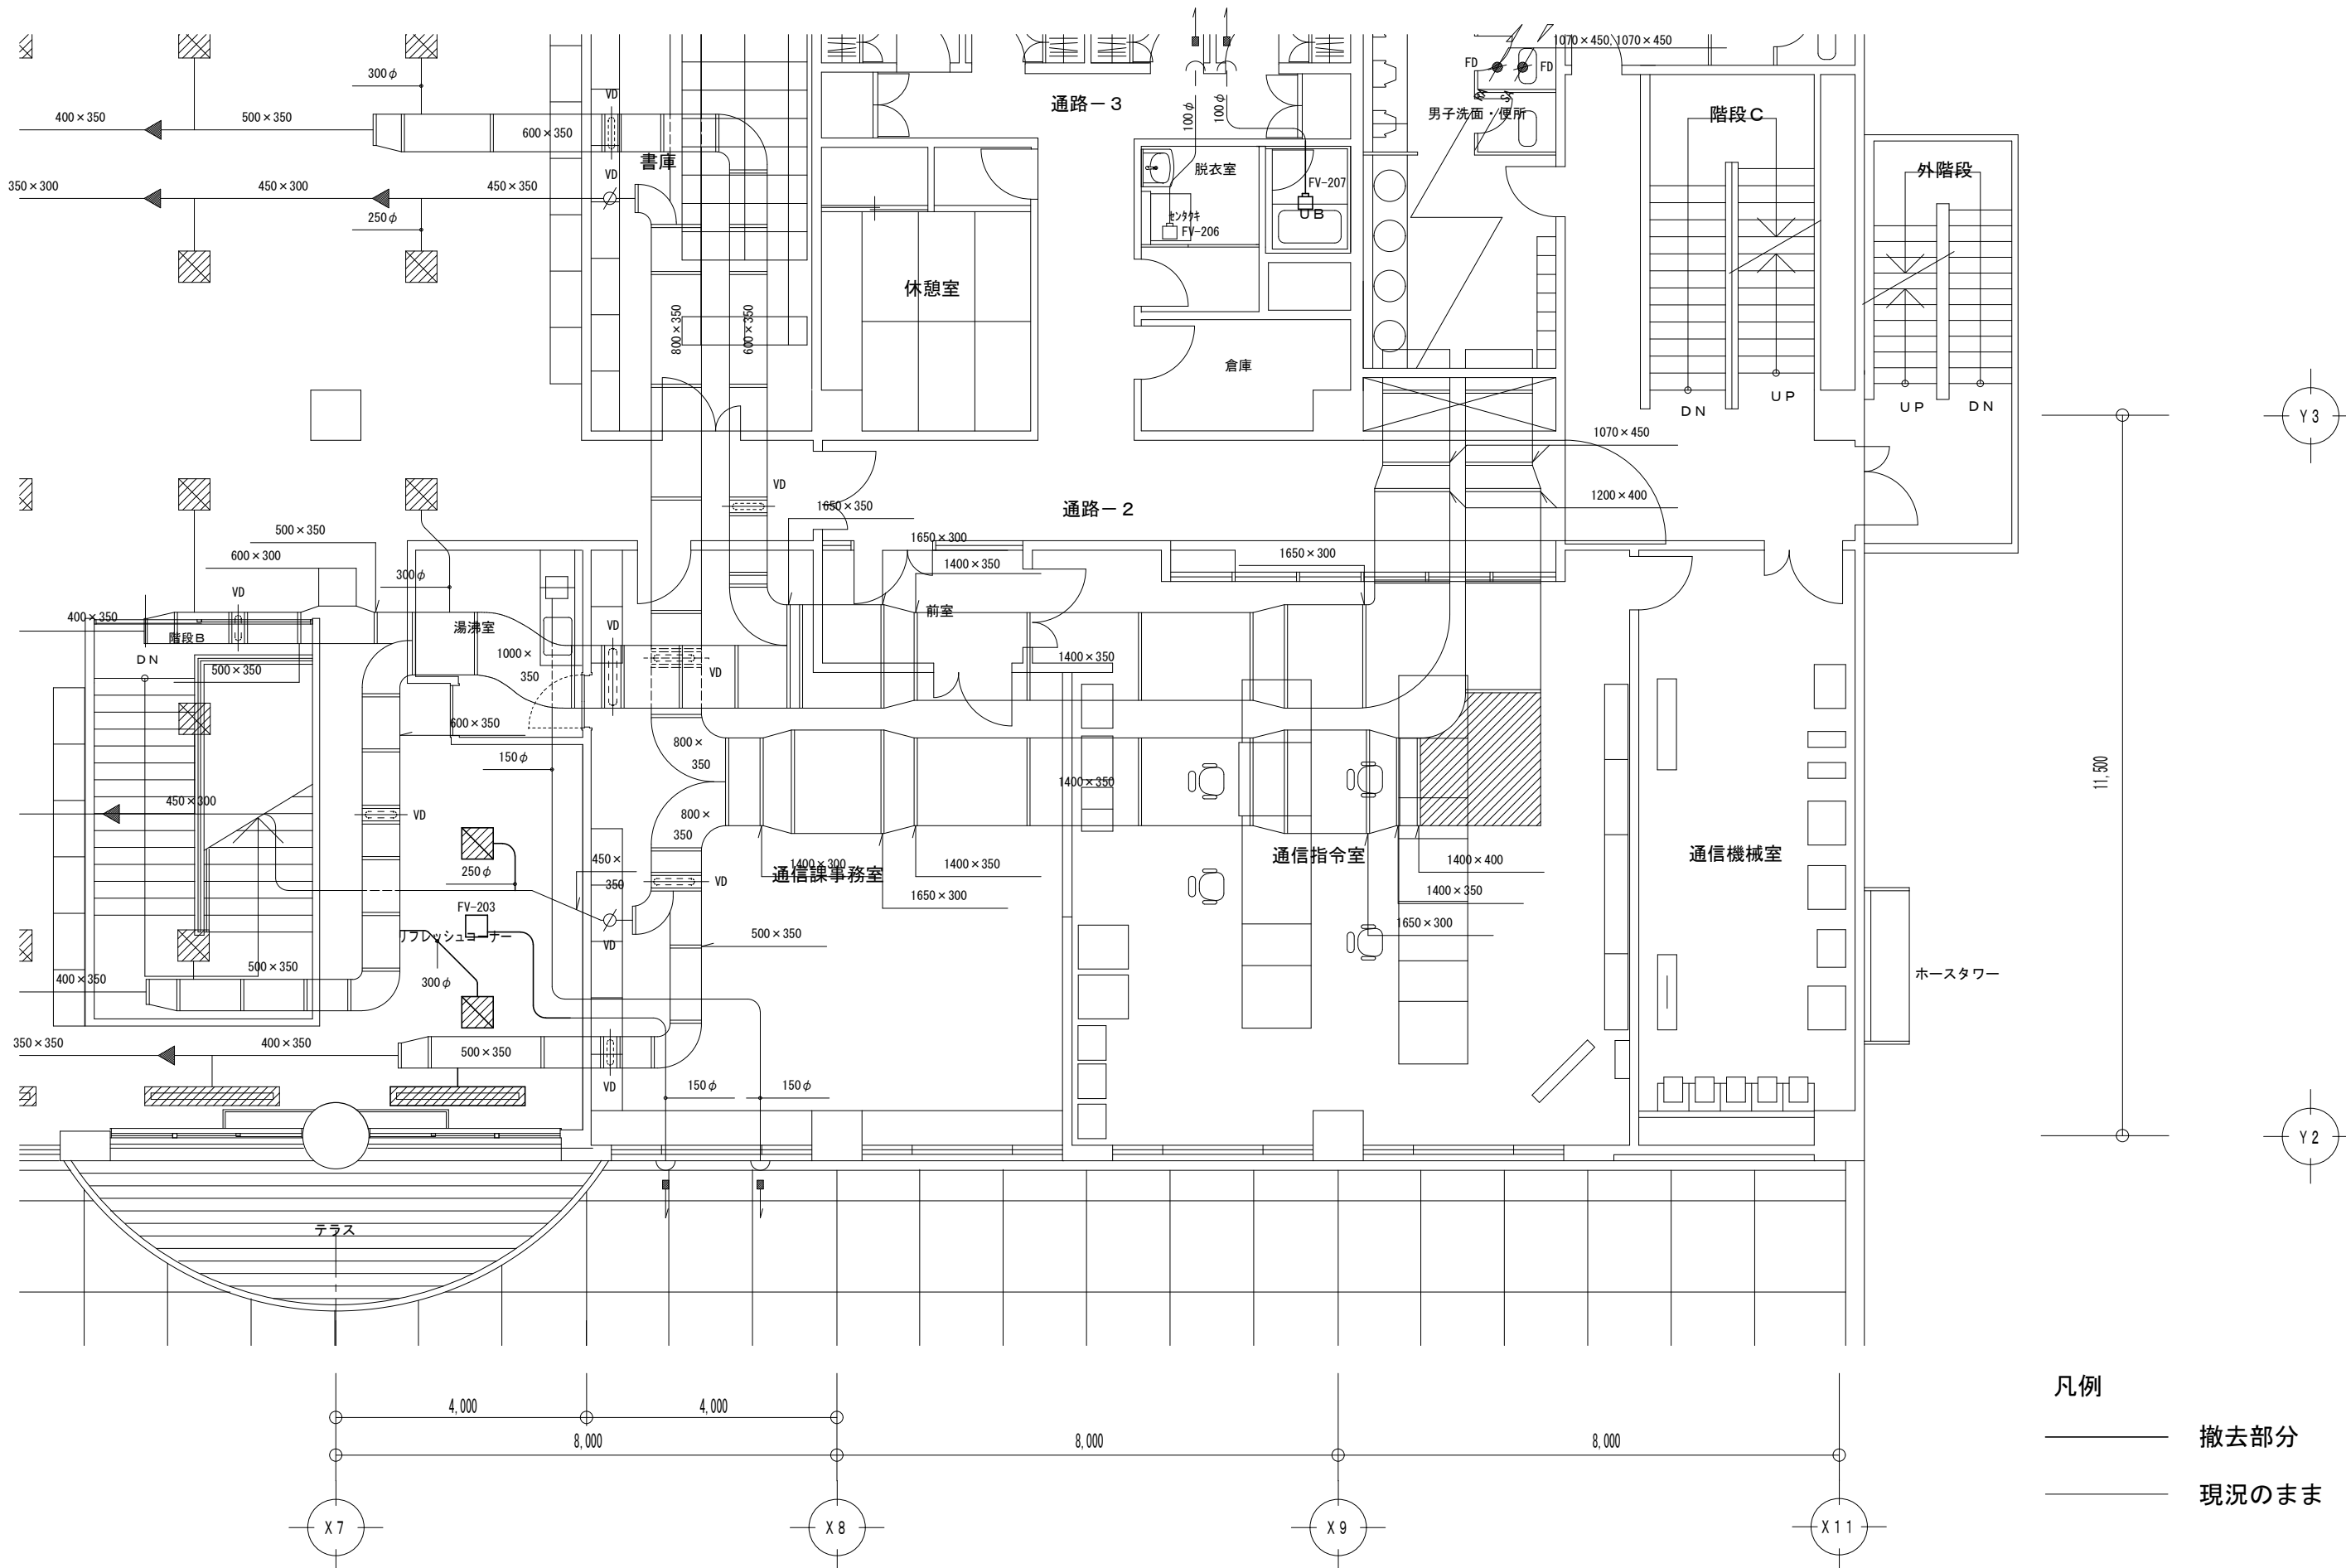 1070×450, 1070×450
FD
FD
300φ
VD
400×350
500×350
600×350
通路－3
100φ
100φ
RA
SA
男子洗面・便所
階段C
書庫
VD
脱衣室
外階段
350×300
450×300
450×350
FV-207
UB
250φ
センタクキ
FV-206
休憩室
800×350
600×350
倉庫
DN
UP
UP
DN
Y3
1070×450
VD
1200×400
1650×350
通路－2
500×350
1650×300
600×300
1650×300
1400×350
300φ
VD
400×350
階段B
湯沸室
VD
前室
DN
500×350
1000×
350
VD
1400×350
600×350
800×
350
150φ
1400×350
11,500
450×300
VD
800×
350
通信課事務室
通信指令室
通信機械室
250φ
450×
350
VD
1400×300
1400×350
1400×400
1400×350
1650×300
FV-203
リフレッシュコーナー
VD
500×350
1650×300
500×350
400×350
300φ
ホースタワー
350×350
400×350
500×350
VD
150φ
150φ
Y2
テラス
凡例
4,000
4,000
撤去部分
8,000
8,000
8,000
現況のまま
X7
X8
X9
X11